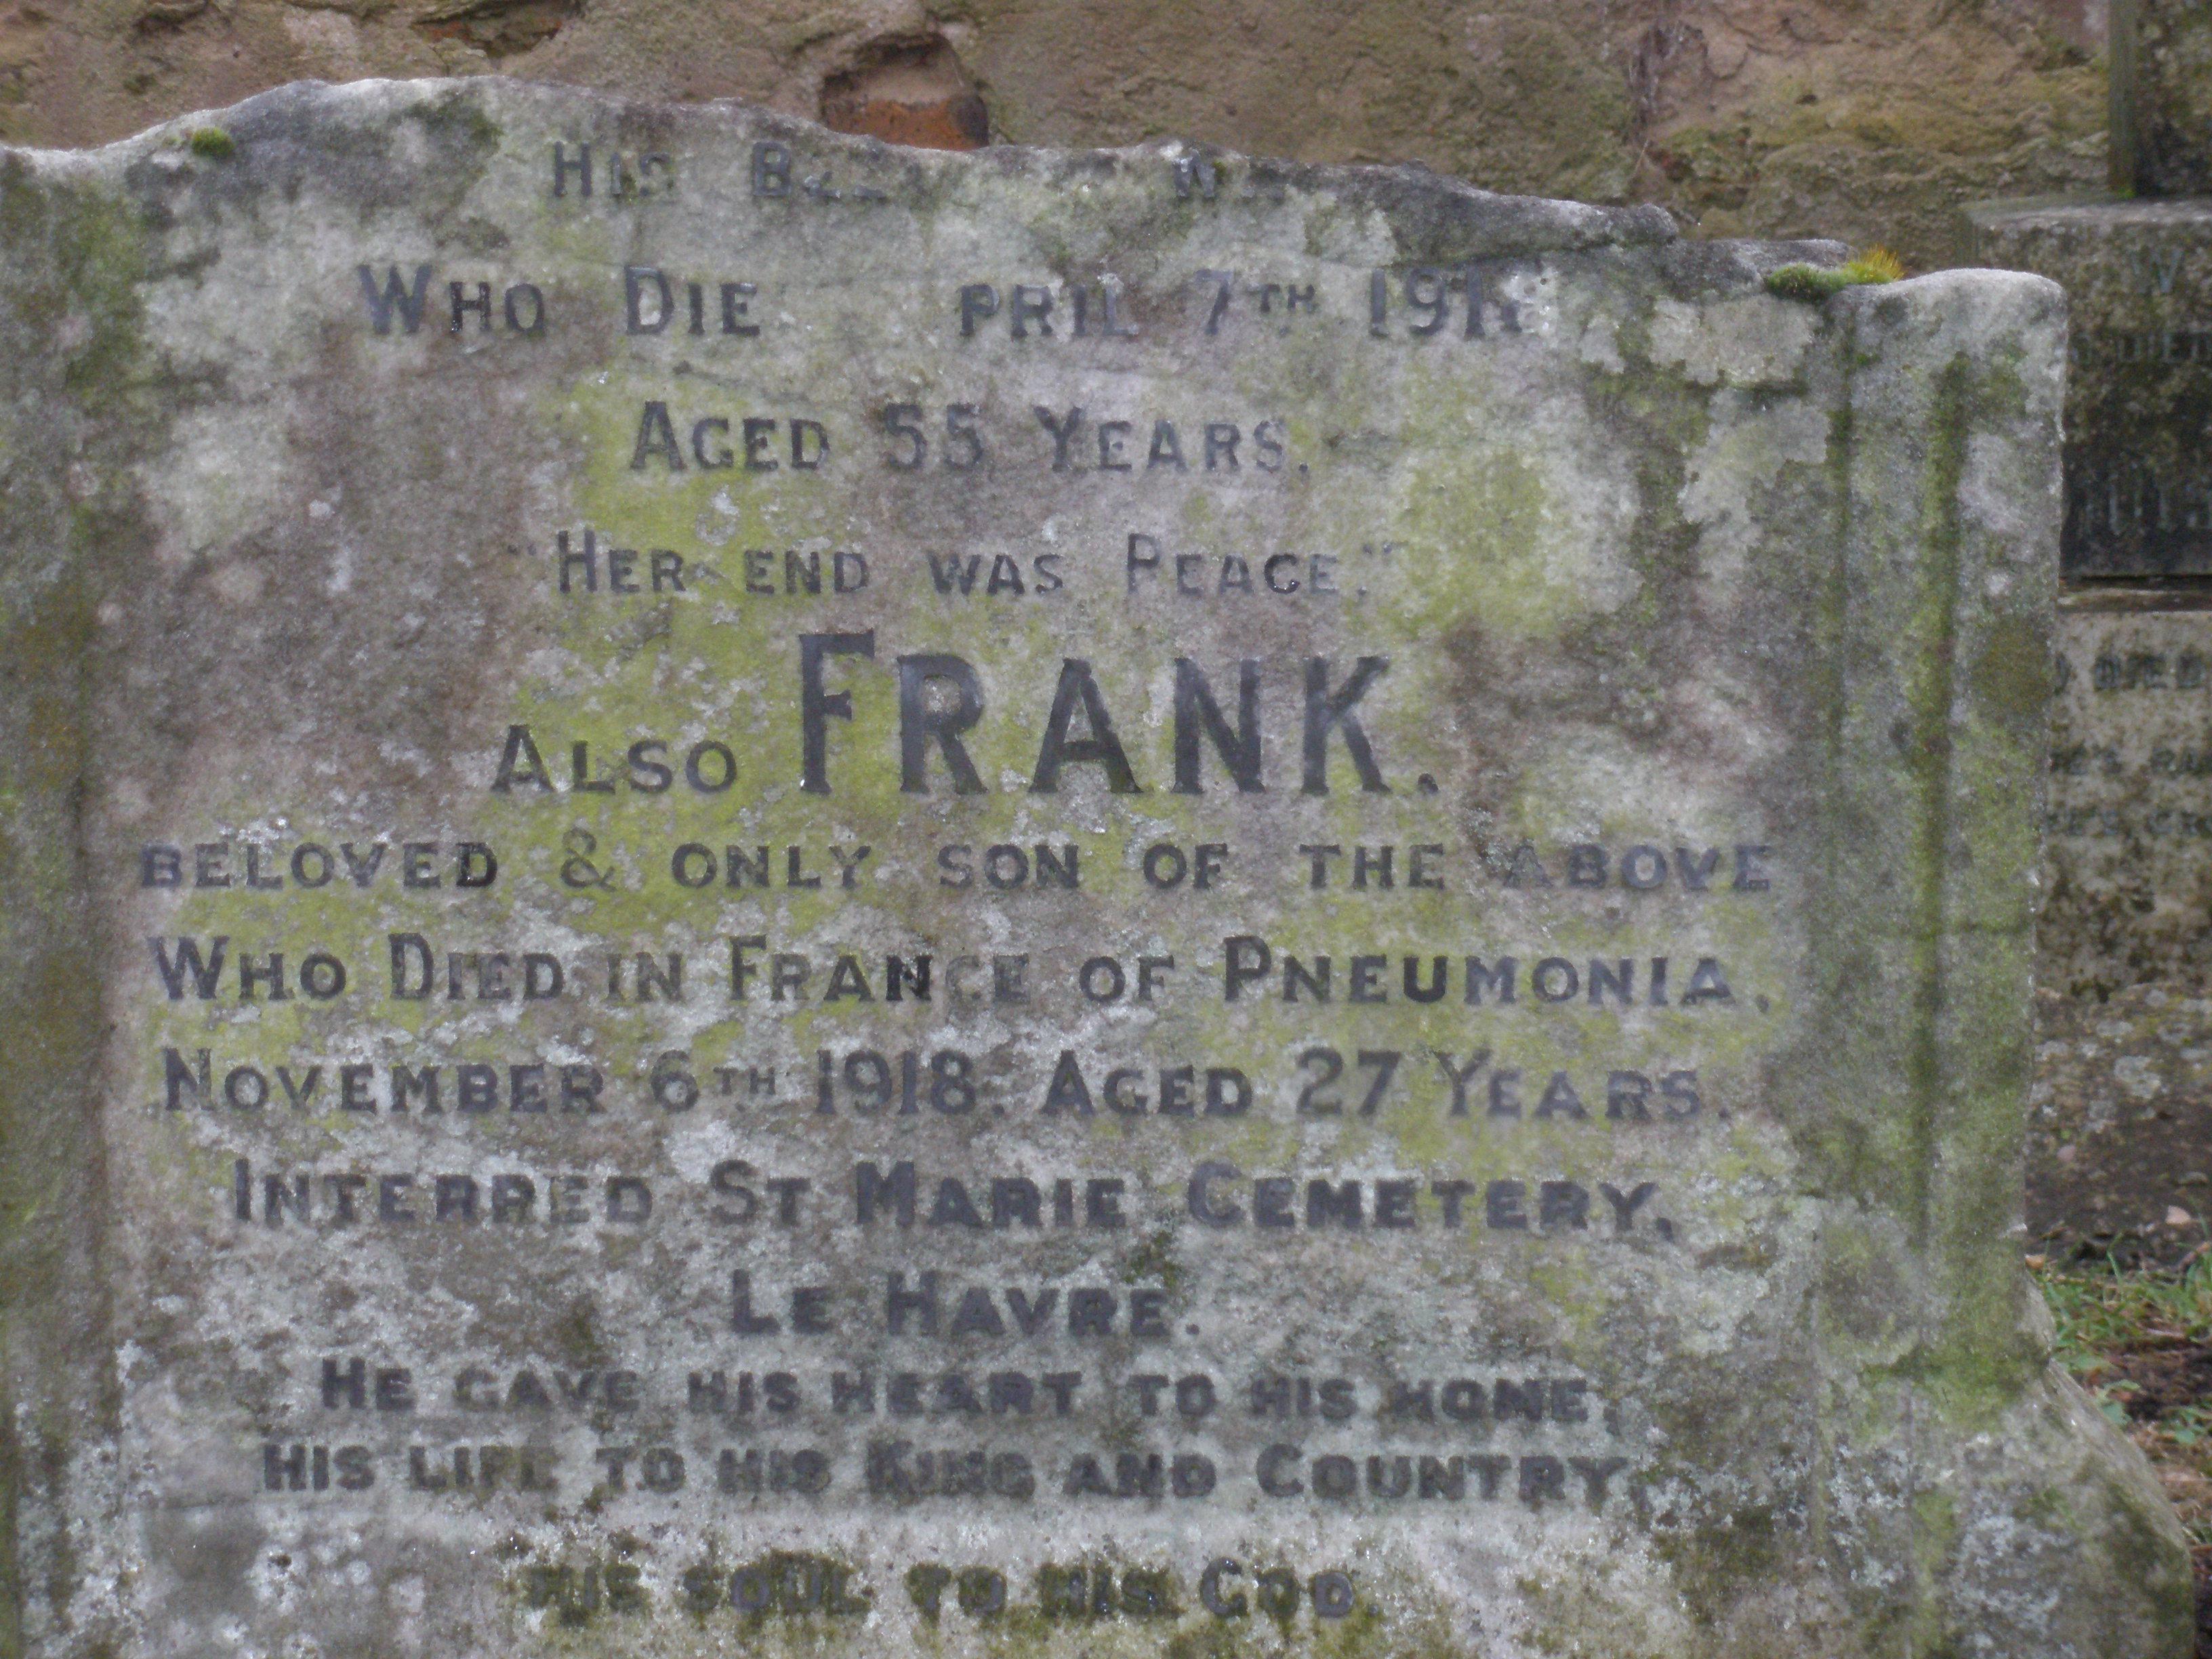 His
Who Die pril 7th
Aged 55 Years.
"Her end was Peace."
Also FRANK.
beloved & only son of the above
Who Died in France of Pneumonia,
November 6th 1918. Aged 27 Years.
Interred St Marie Cemetery,
Le Havre.
He gave his heart to his home,
his life to his King and Country,
his soul to his God.